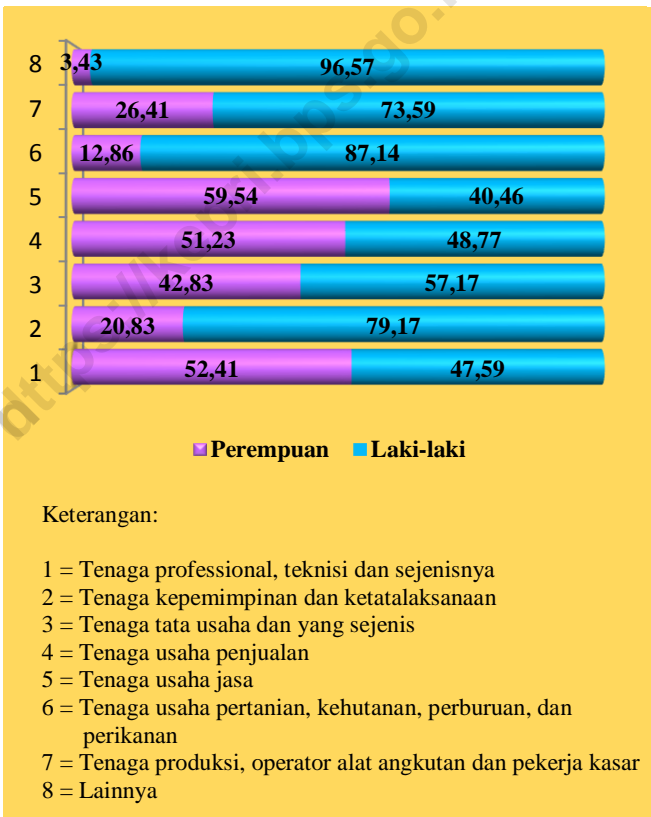 8 3,43 96,57
7 26,41 73,59
6 12,86 87,14
5 59,54 40,46
4 51,23 48,77
3 42,83 57,17
2 20,83 79,17
1 52,41 47,59
Perempuan Laki-laki
Keterangan:
1 = Tenaga professional, teknisi dan sejenisnya
2 = Tenaga kepemimpinan dan ketatalaksanaan
3 = Tenaga tata usaha dan yang sejenis
4 = Tenaga usaha penjualan
5 = Tenaga usaha jasa
6 = Tenaga usaha pertanian, kehutanan, perburuan, dan
perikanan
7 = Tenaga produksi, operator alat angkutan dan pekerja kasar
8 = Lainnya